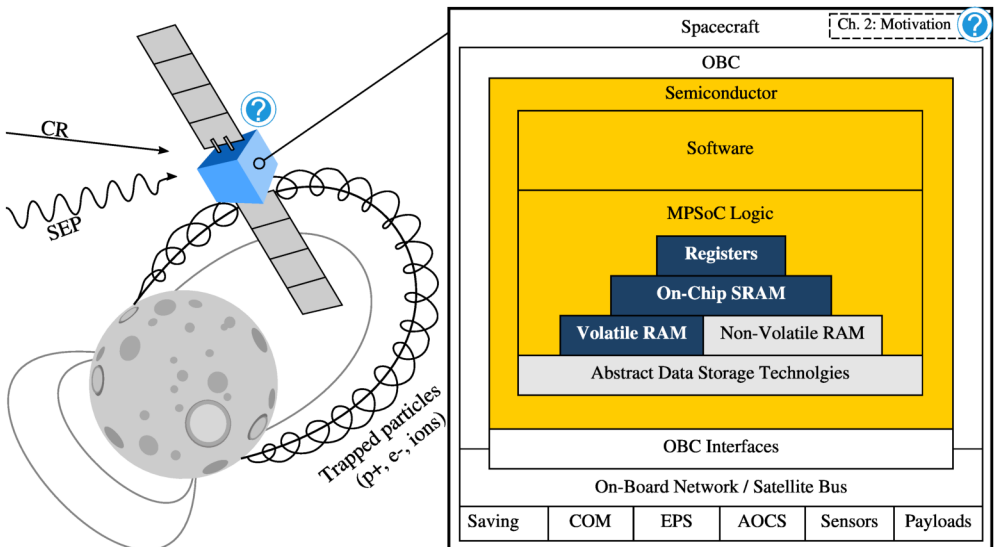 CR
SEP
Trapped particles
(p+, e-, ions)
Spacecraft
Ch. 2: Motivation
?
?
OBC
Semiconductor
Software
MPSoC Logic
Registers
On-Chip SRAM
Volatile RAM
Non-Volatile RAM
Abstract Data Storage Technolgies
OBC Interfaces
On-Board Network / Satellite Bus
Saving
COM
EPS
AOCS
Sensors
Payloads